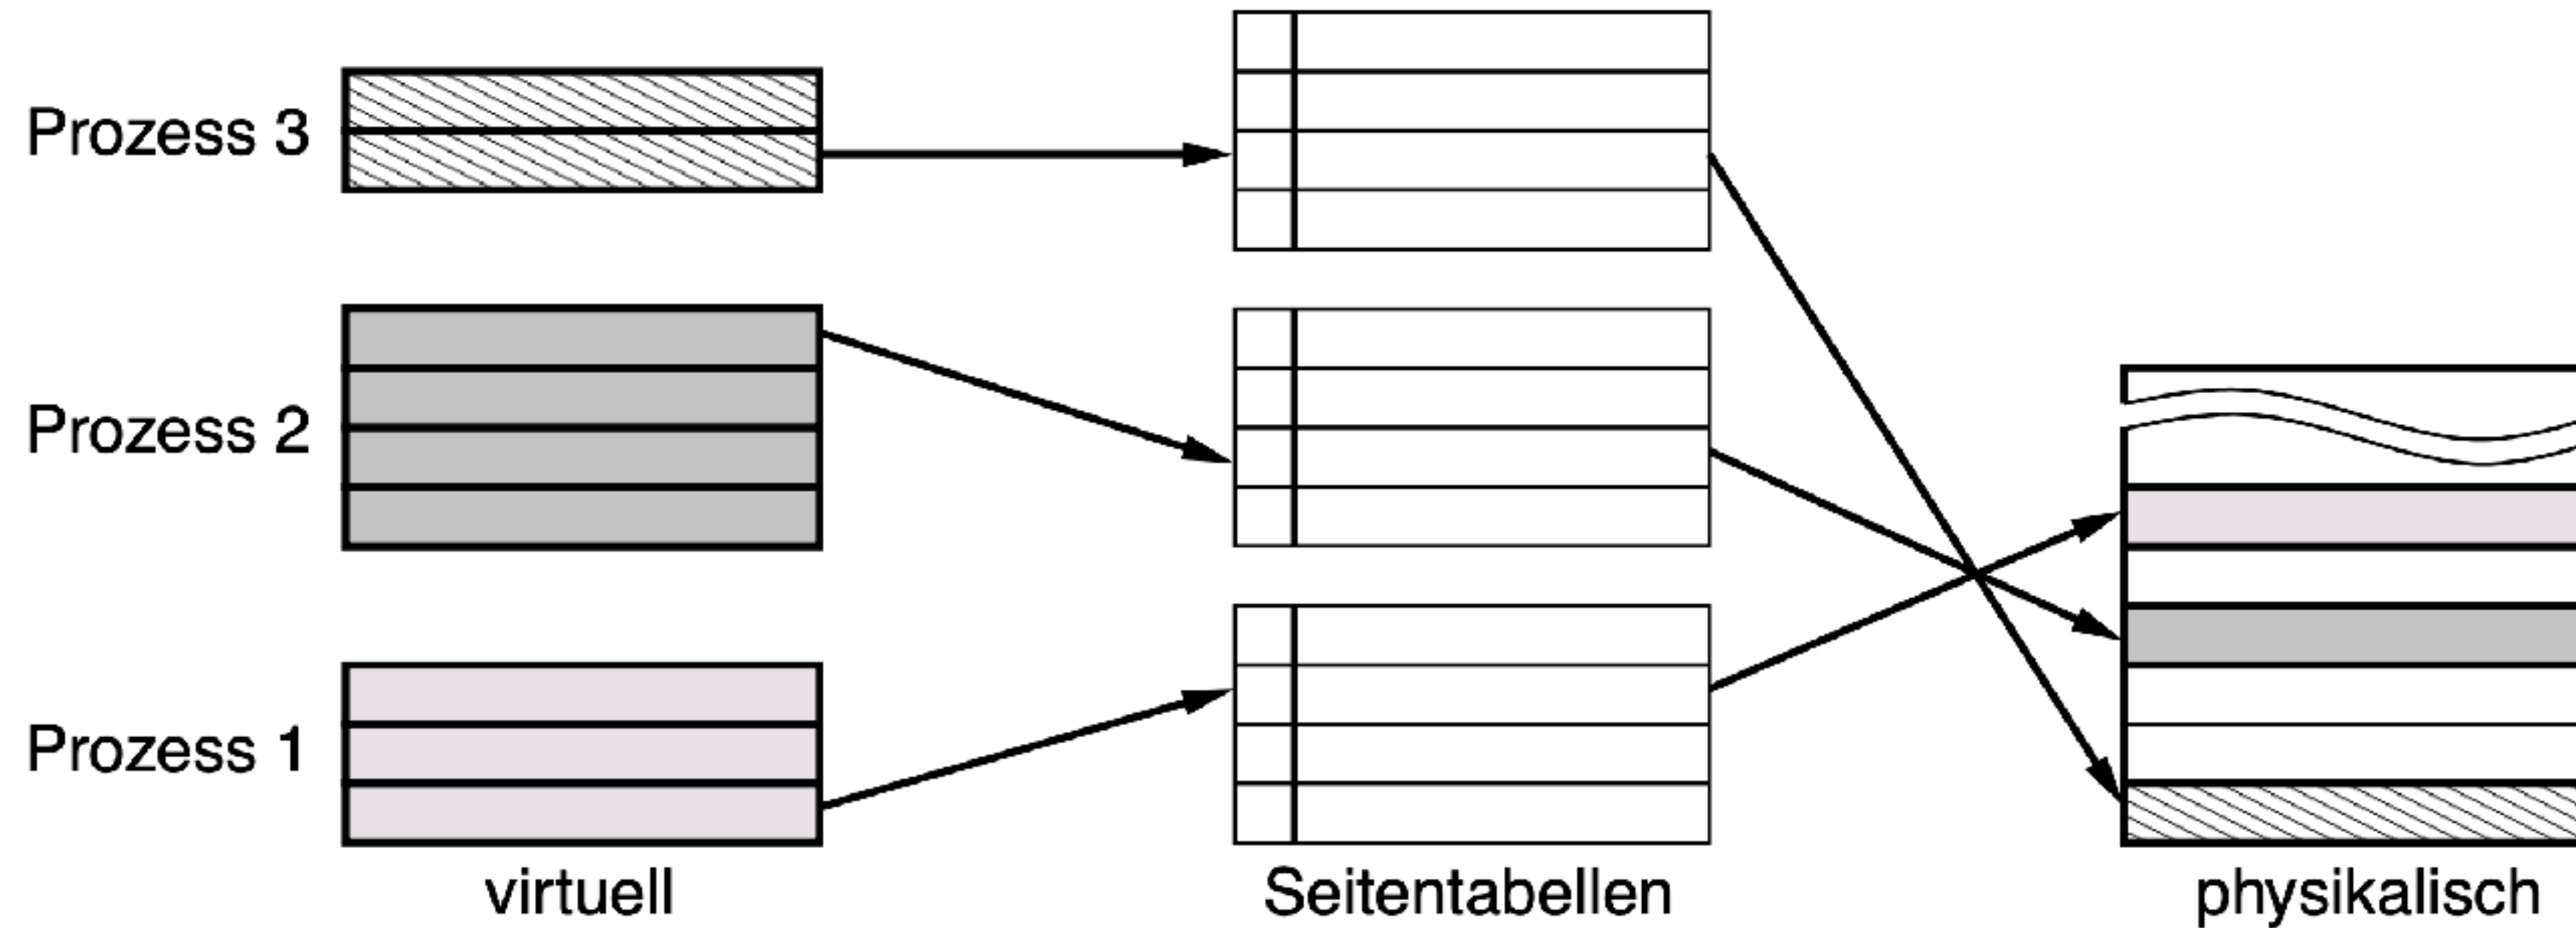 Prozess 3
Prozess 2
Prozess 1
virtuell
Seitentabellen
physikalisch